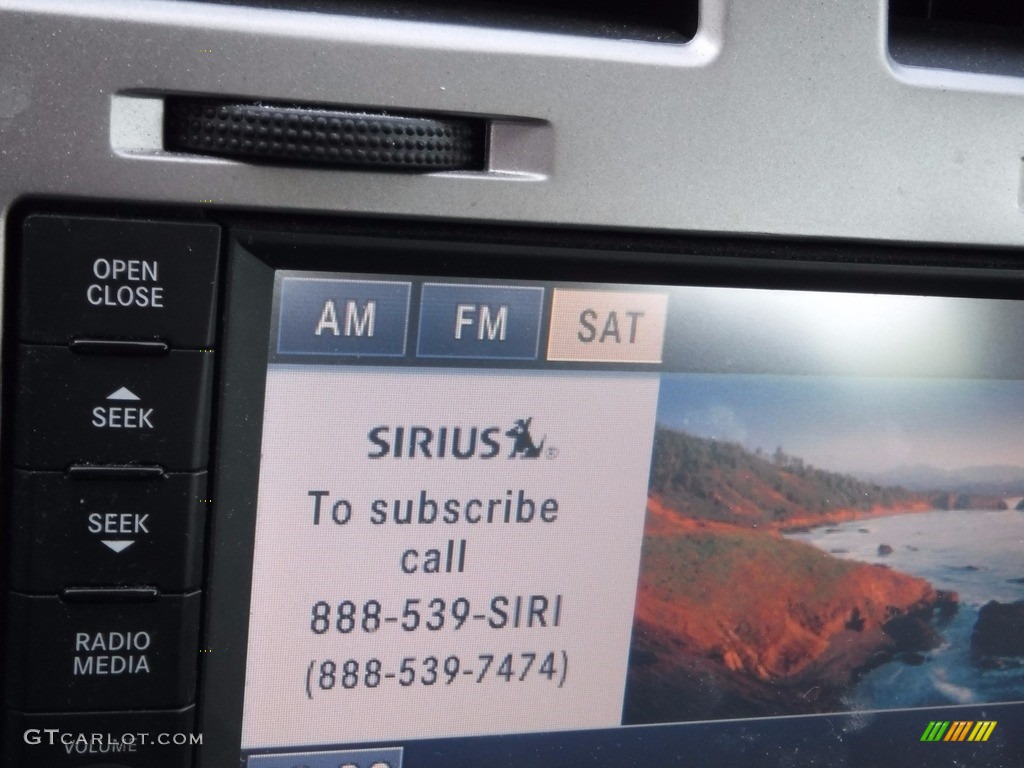 OPEN
CLOSE
SEEK
SEEK
RADIO
MEDIA
VOLUME
AM FM SAT
SIRIUS®
To subscribe
call
888-539-SIRI
(888-539-7474)
GTCARLOT.COM